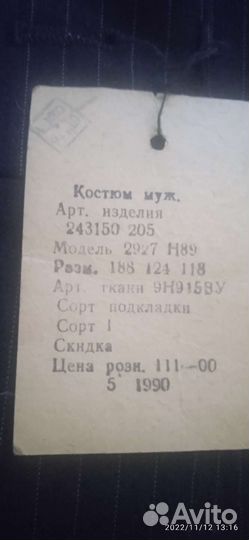 Костюм муж.
Арт. изделия
243150 205
Модель 2927 Н89
Разм. 188 124 118
Арт. ткани 9Н915ВУ
Сорт подкладки
Сорт 1
Скидка
Цена розн. 111—00
5 1990
Avito
2022/11/12 13:16